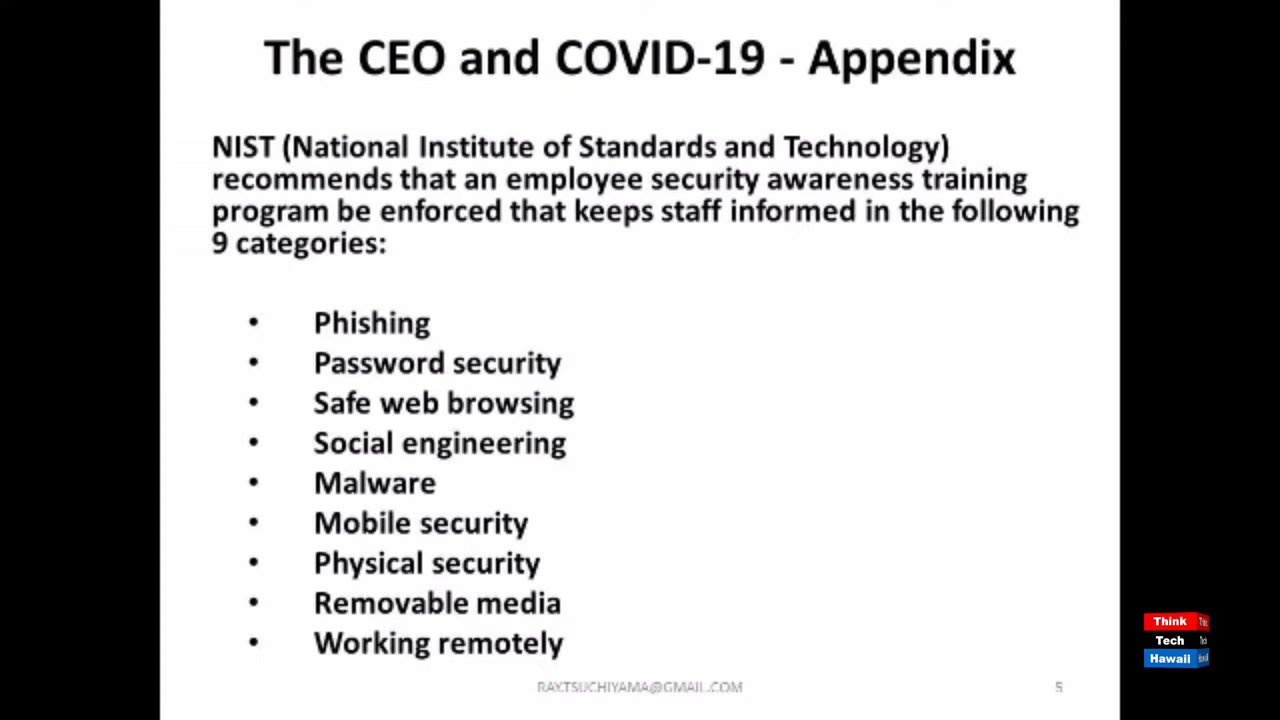 The CEO and COVID-19 - Appendix
NIST (National Institute of Standards and Technology)
recommends that an employee security awareness training
program be enforced that keeps staff informed in the following
9 categories:
• Phishing
• Password security
• Safe web browsing
• Social engineering
• Malware
• Mobile security
• Physical security
• Removable media
• Working remotely
Think
Tech
Hawaii
RAY.TSUCHIYAMA@GMAIL.COM
5